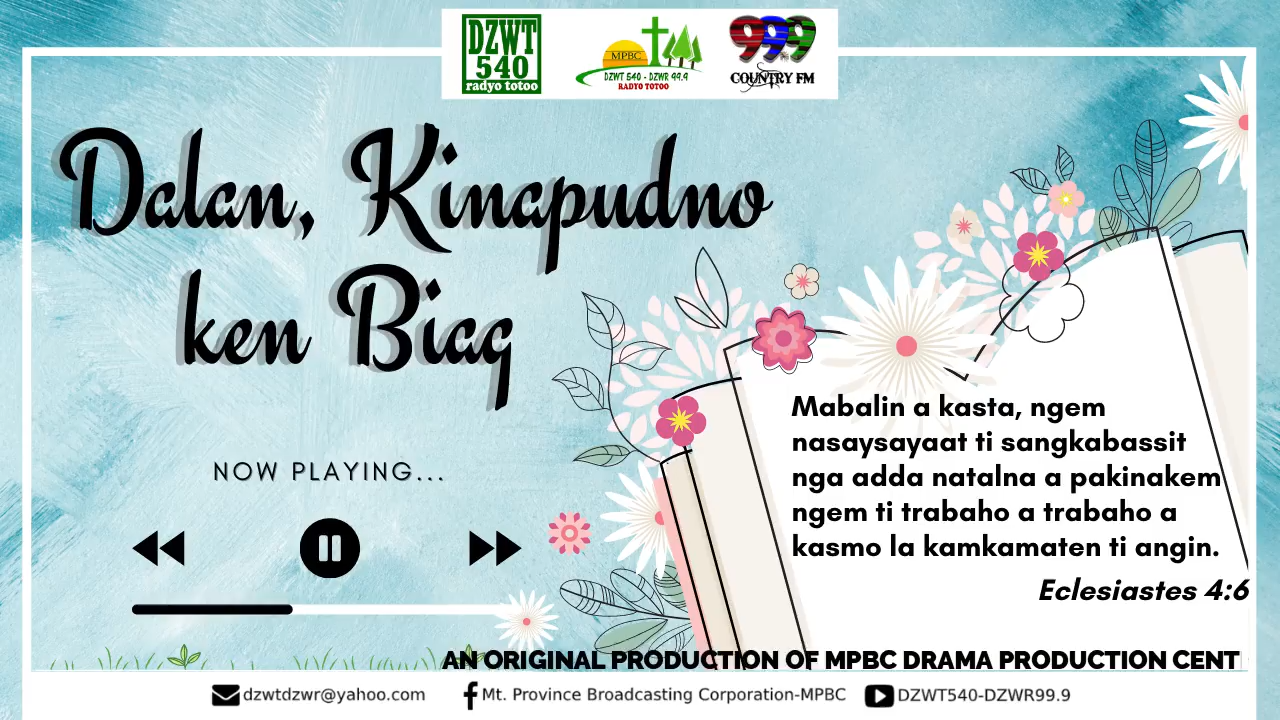 DZWT
540
radyo totoo
MPBC
DZWT 540 - DZWR 99.9
RADYO TOTOO
99.9
COUNTRY FM
Dalan, Kinapudno
ken Biag
NOW PLAYING...
Mabalin a kasta, ngem
nasaysayaat ti sangkabassit
nga adda natalna a pakinakem
ngem ti trabaho a trabaho a
kasmo la kamkamaten ti angin.
Eclesiastes 4:6
AN ORIGINAL PRODUCTION OF MPBC DRAMA PRODUCTION CENT
dzwtdzwr@yahoo.com
Mt. Province Broadcasting Corporation-MPBC
DZWT540-DZWR99.9